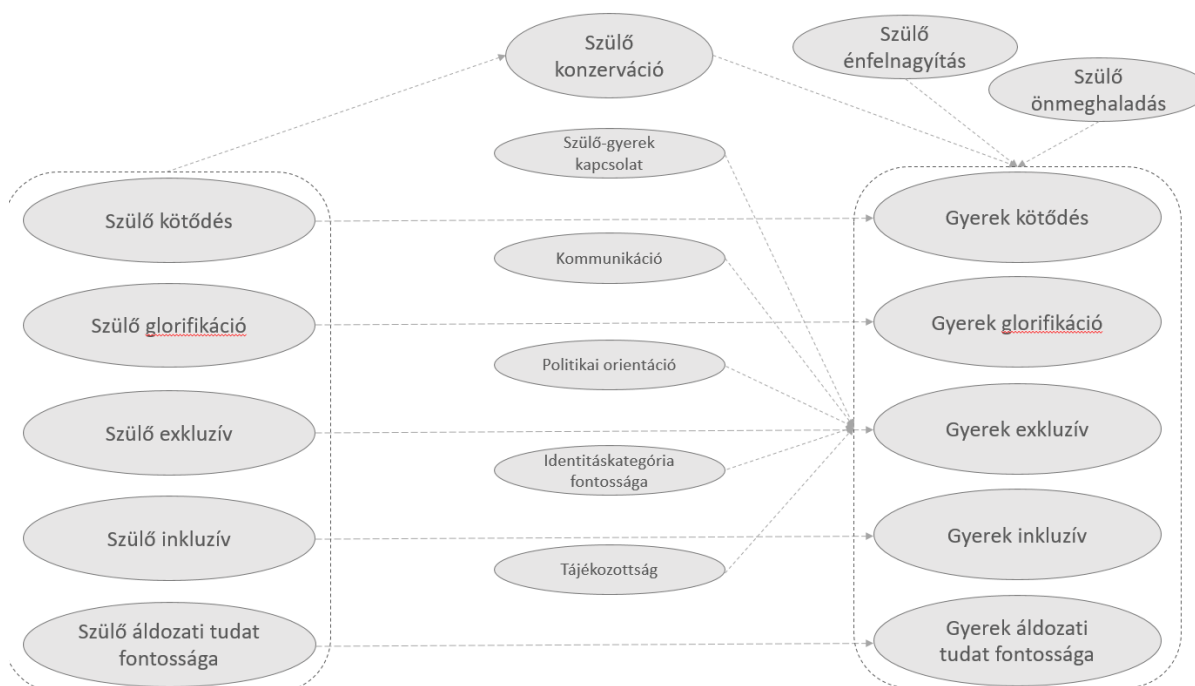 Szülő
konzerváció
Szülő
énfelnagyítás
Szülő
önmeghaladás
Szülő-gyerek
kapcsolat
Szülő kötődés
Gyerek kötődés
Kommunikáció
Szülő glorifikáció
Gyerek glorifikáció
Politikai orientáció
Szülő exkluzív
Gyerek exkluzív
Identitáskategória
fontossága
Szülő inkluzív
Gyerek inkluzív
Tájékozottság
Szülő áldozati tudat
fontossága
Gyerek áldozati
tudat fontossága